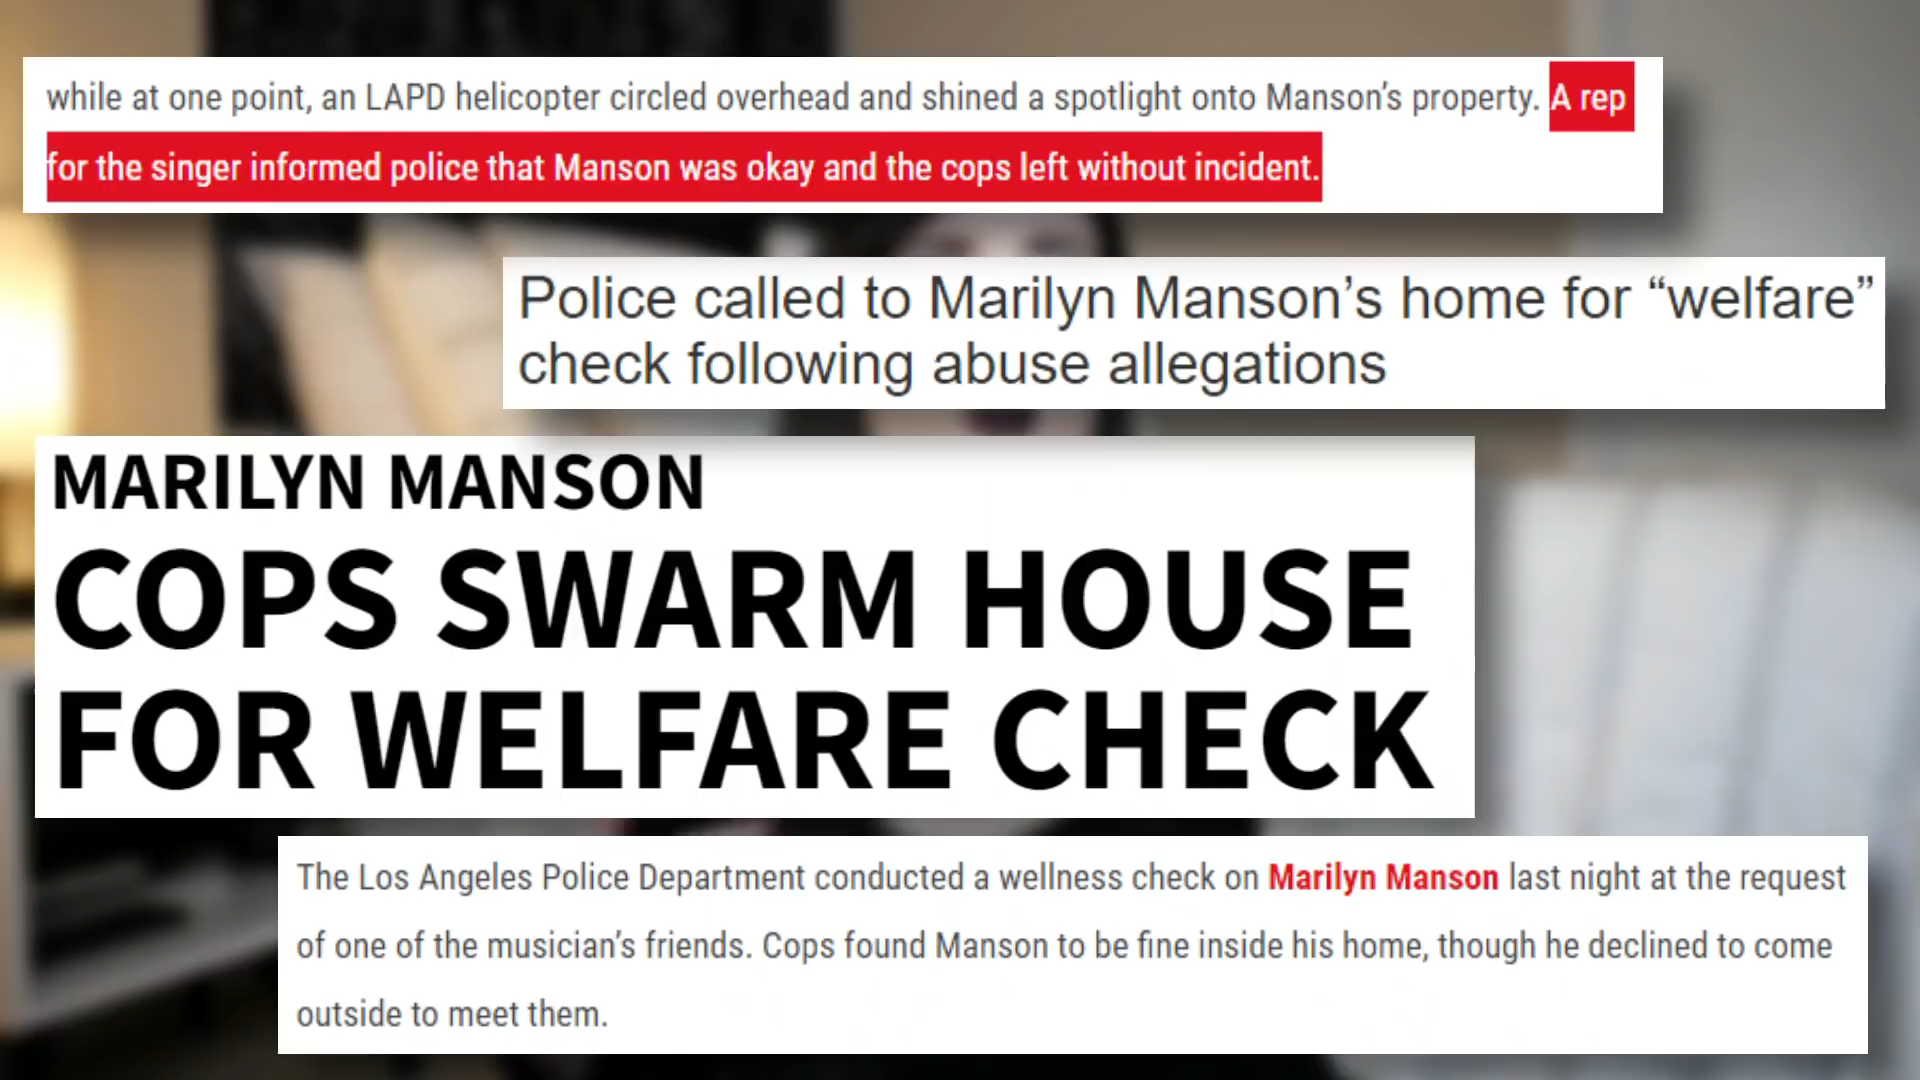 while at one point, an LAPD helicopter circled overhead and shined a spotlight onto Manson’s property. A rep
for the singer informed police that Manson was okay and the cops left without incident.
Police called to Marilyn Manson’s home for “welfare”
check following abuse allegations
MARILYN MANSON
COPS SWARM HOUSE
FOR WELFARE CHECK
The Los Angeles Police Department conducted a wellness check on Marilyn Manson last night at the request
of one of the musician’s friends. Cops found Manson to be fine inside his home, though he declined to come
outside to meet them.